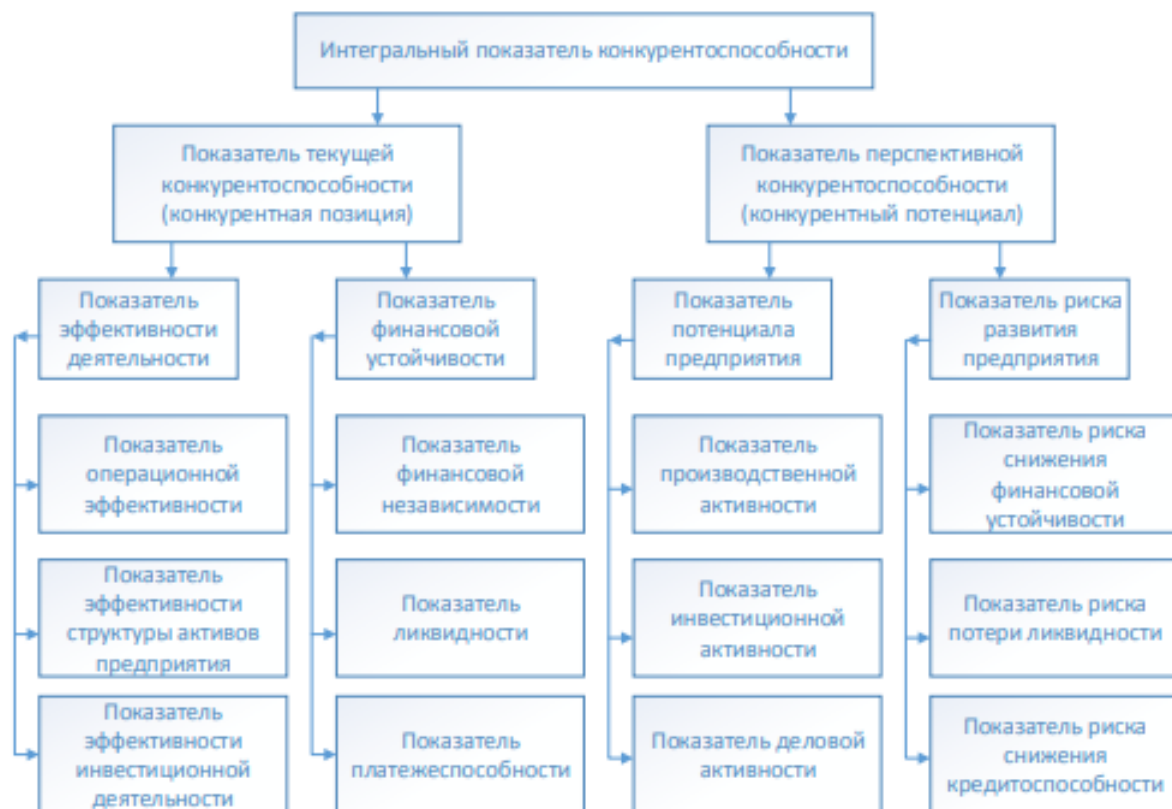 Интегральный показатель конкурентоспособности
Показатель текущей
конкурентоспособности
(конкурентная позиция)
Показатель перспективной
конкурентоспособности
(конкурентный потенциал)
Показатель
эффективности
деятельности
Показатель
финансовой
устойчивости
Показатель
потенциала
предприятия
Показатель риска
развития
предприятия
Показатель
операционной
эффективности
Показатель
финансовой
независимости
Показатель
производственной
активности
Показатель риска
снижения
финансовой
устойчивости
Показатель
эффективности
структуры активов
предприятия
Показатель
ликвидности
Показатель
инвестиционной
активности
Показатель риска
потери ликвидности
Показатель
эффективности
инвестиционной
деятельности
Показатель
платежеспособности
Показатель деловой
активности
Показатель риска
снижения
кредитоспособности